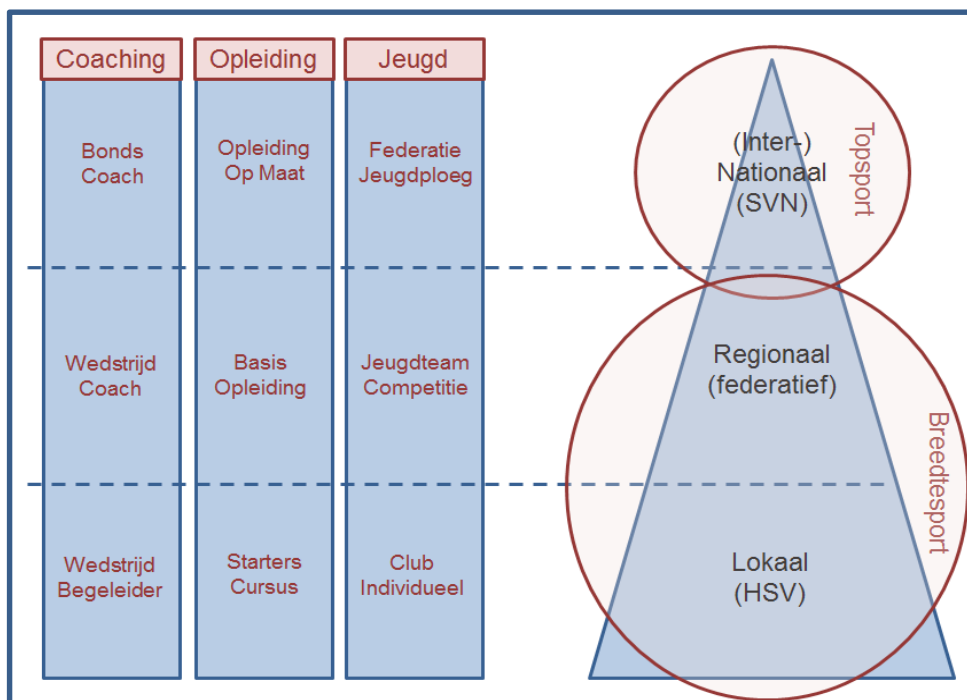 Coaching
Opleiding
Jeugd
Bonds
Coach
Opleiding
Op Maat
Federatie
Jeugdploeg
(Inter-)
Nationaal
(SVN)
Topsport
Wedstrijd
Coach
Basis
Opleiding
Jeugdteam
Competitie
Regionaal
(federatief)
Breedtesport
Wedstrijd
Begeleider
Starters
Cursus
Club
Individueel
Lokaal
(HSV)